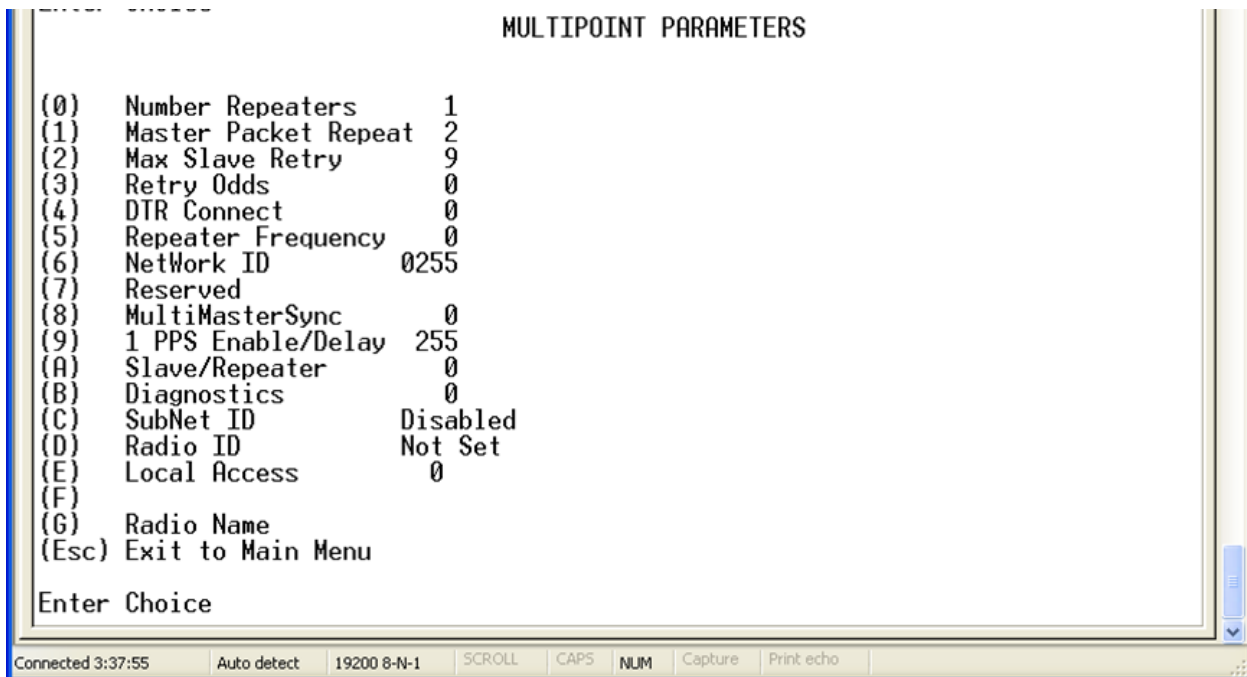 MULTIPOINT PARAMETERS
(0) Number Repeaters 1
(1) Master Packet Repeat 2
(2) Max Slave Retry 9
(3) Retry Odds 0
(4) DTR Connect 0
(5) Repeater Frequency 0
(6) NetWork ID 0255
(7) Reserved
(8) MultiMasterSync 0
(9) 1 PPS Enable/Delay 255
(A) Slave/Repeater 0
(B) Diagnostics 0
(C) SubNet ID Disabled
(D) Radio ID Not Set
(E) Local Access 0
(F)
(G) Radio Name
(Esc) Exit to Main Menu
Enter Choice
Connected 3:37:55 Auto detect 19200 8-N-1 SCROLL CAPS NUM Capture Print echo